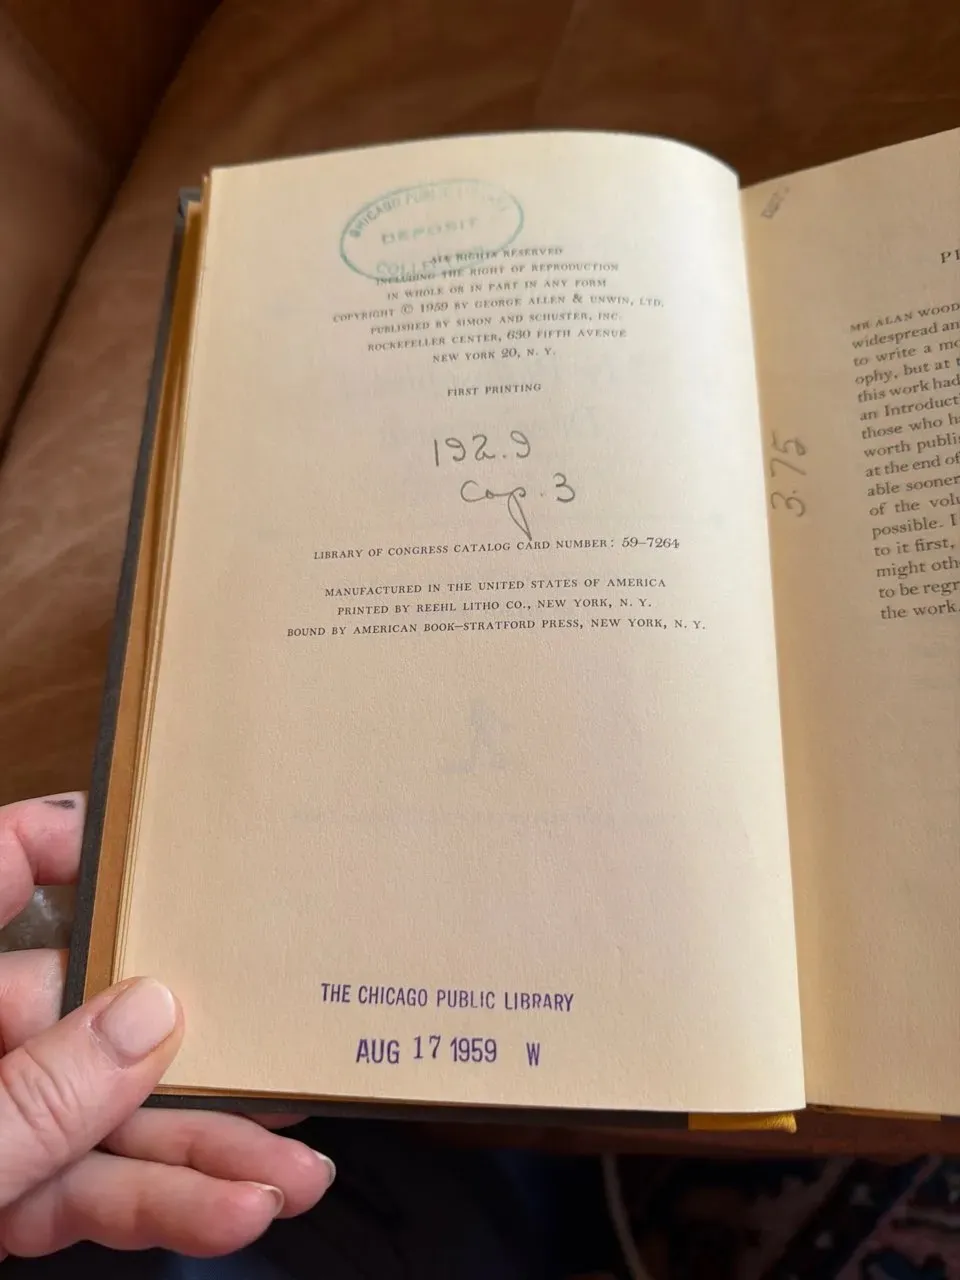 CHICAGO PUBLIC
DEPOSIT
ALL RIGHTS RESERVED
INCLUDING THE RIGHT OF REPRODUCTION
IN WHOLE OR IN PART IN ANY FORM
COPYRIGHT © 1959 BY GEORGE ALLEN & UNWIN, LTD.
PUBLISHED BY SIMON AND SCHUSTER, INC.
ROCKEFELLER CENTER, 630 FIFTH AVENUE
NEW YORK 20, N. Y.
FIRST PRINTING
192.9
Cop. 3
LIBRARY OF CONGRESS CATALOG CARD NUMBER: 59–7264
MANUFACTURED IN THE UNITED STATES OF AMERICA
PRINTED BY REEHL LITHO CO., NEW YORK, N. Y.
BOUND BY AMERICAN BOOK–STRATFORD PRESS, NEW YORK, N. Y.
THE CHICAGO PUBLIC LIBRARY
AUG 17 1959 W
3.75
MR ALAN WOOD
widespread an
to write a mo
ophy, but at t
this work had
an Introduct
those who h
worth publi
at the end of
able sooner
of the volu
possible. I
to it first,
might oth
to be regr
the work.